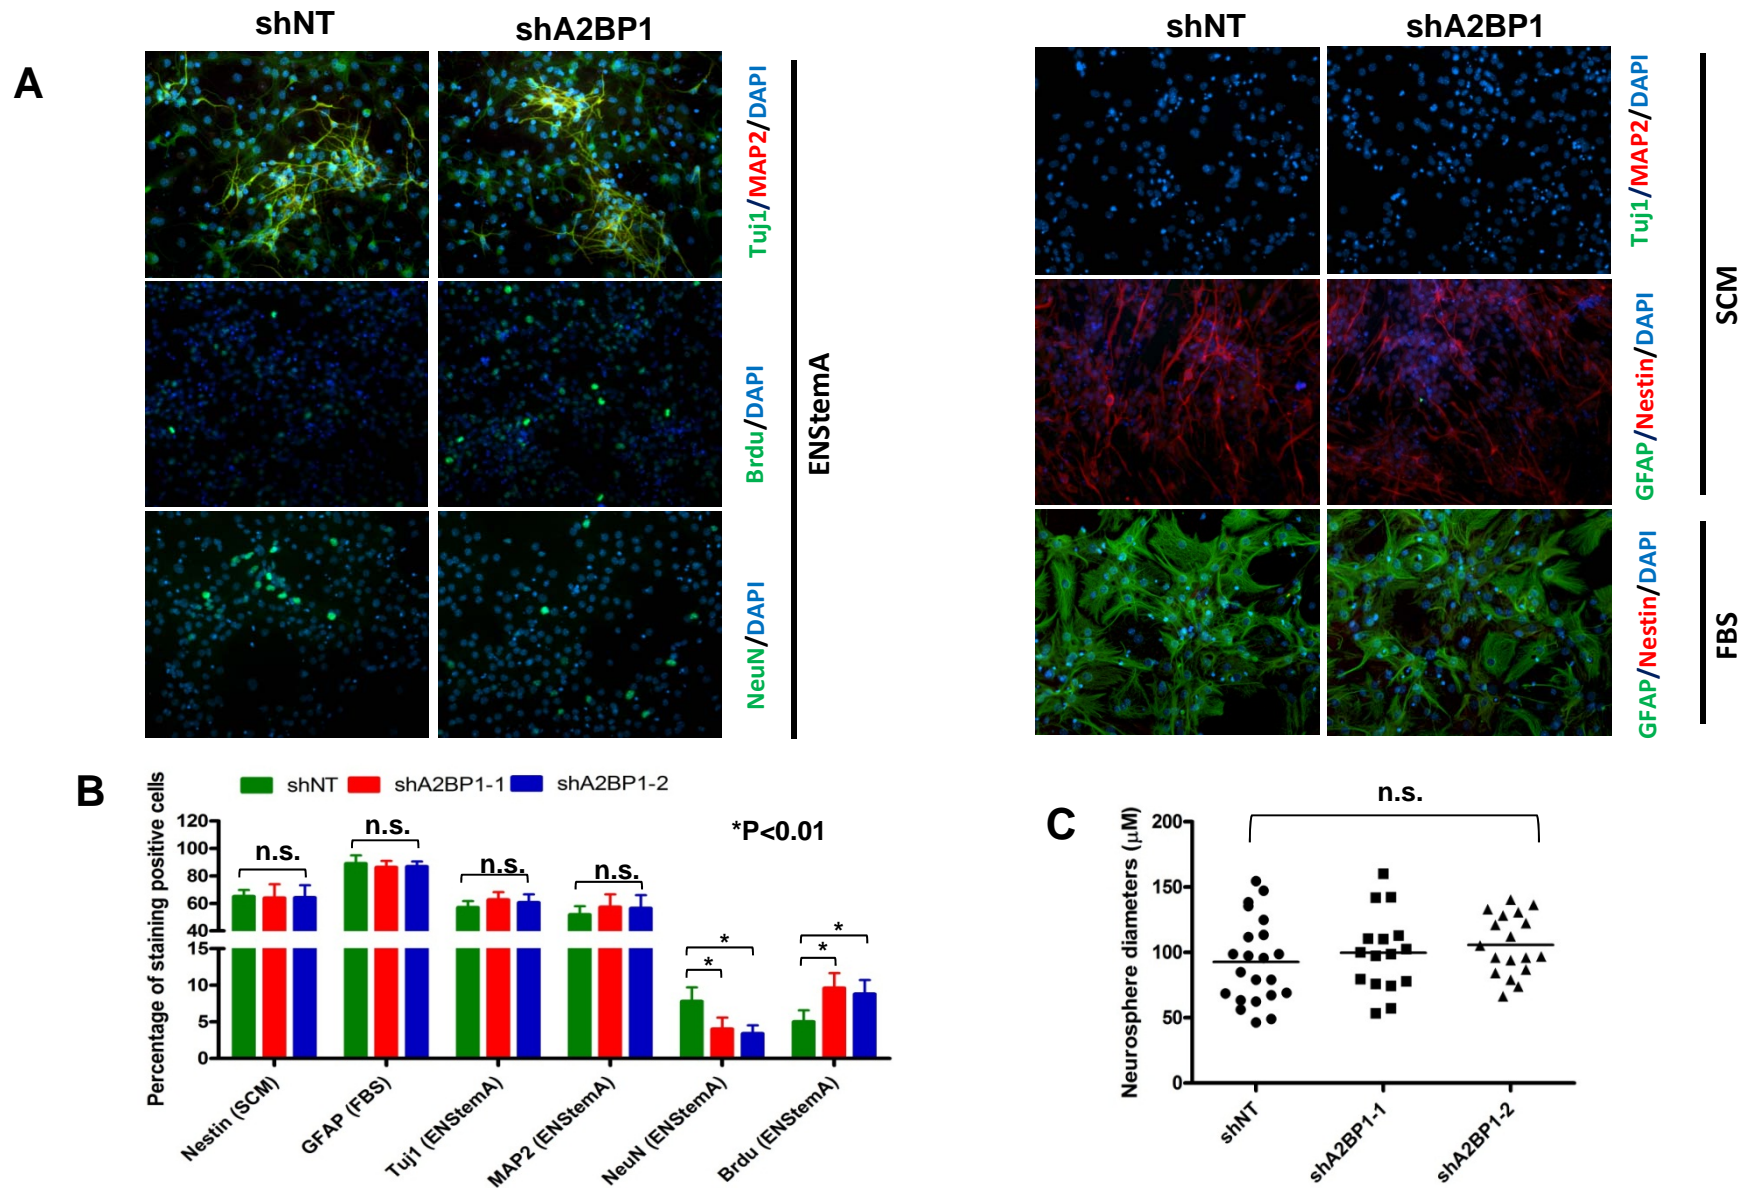 shNT
shA2BP1
shNT
shA2BP1
A
Tuj1/MAP2/DAPI
Brdu/DAPI
NeuN/DAPI
ENStemA
Tuj1/MAP2/DAPI
GFAP/Nestin/DAPI
GFAP/Nestin/DAPI
SCM
FBS
B
shNT
shA2BP1-1
shA2BP1-2
*P<0.01
Percentage of staining positive cells
120
100
80
60
40
15
10
5
0
n.s.
n.s.
n.s.
n.s.
*
*
*
*
Nestin (SCM)
GFAP (FBS)
Tuj1 (ENStemA)
MAP2 (ENStemA)
NeuN (ENStemA)
Brdu (ENStemA)
C
n.s.
Neurosphere diameters (μM)
200
150
100
50
0
shNT
shA2BP1-1
shA2BP1-2